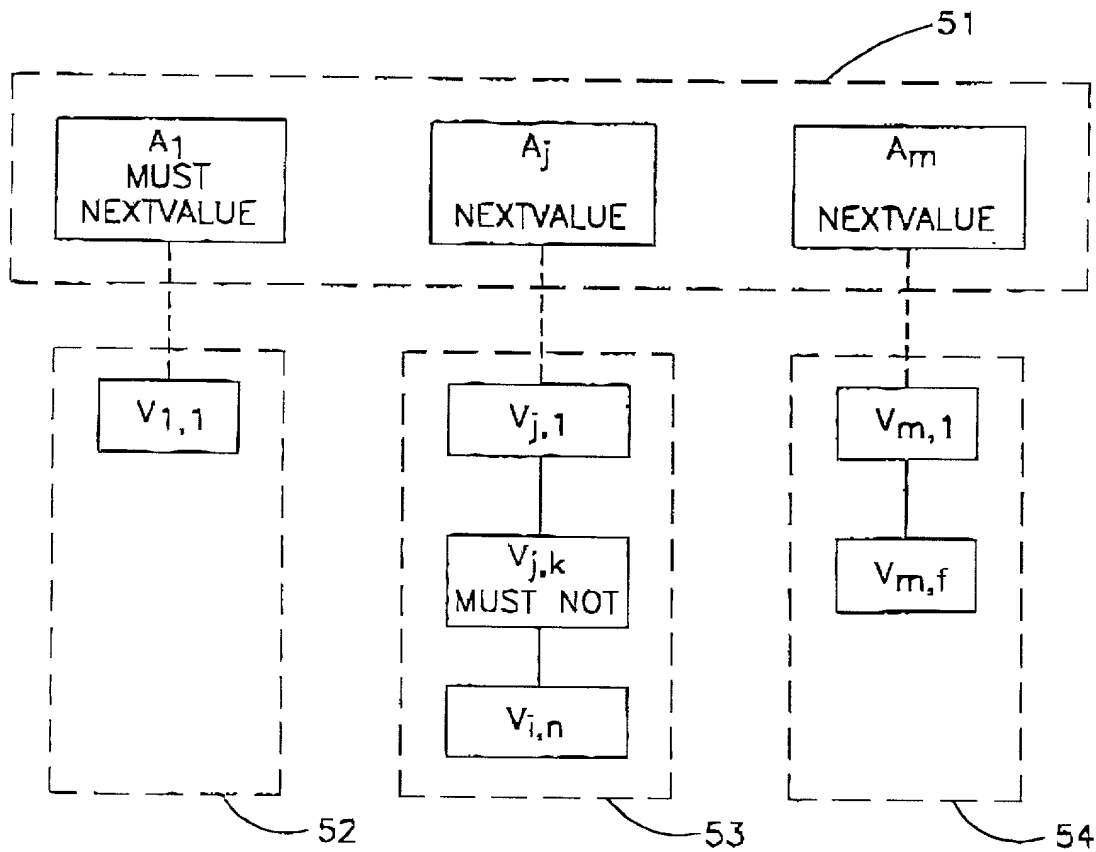 51
A1
MUST
NEXTVALUE
Aj
NEXTVALUE
Am
NEXTVALUE
V1,1
Vj,1
Vj,k
MUST NOT
Vi,n
Vm,1
Vm,f
52
53
54